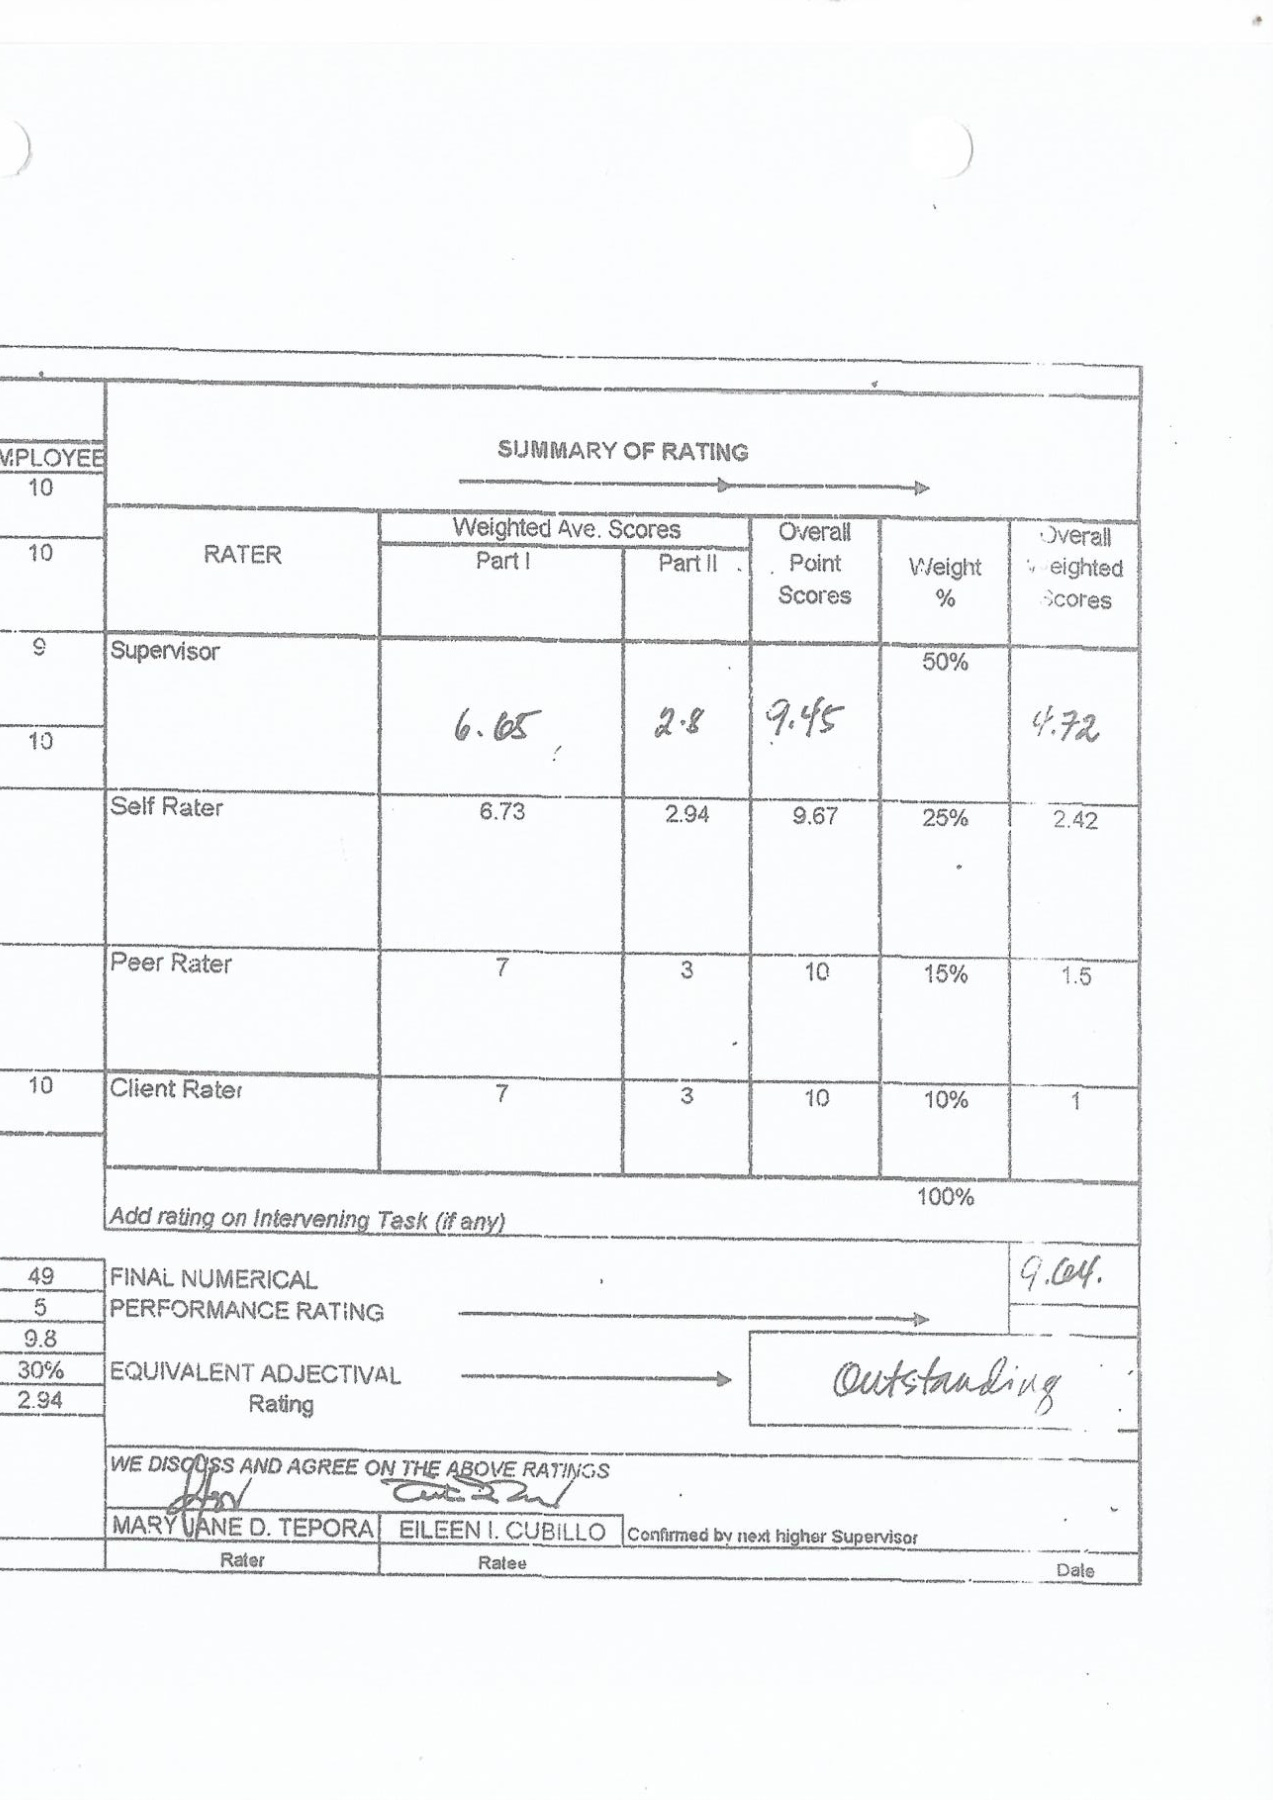 MPLOYEE
10
10
9
10
10
49
5
9.8
30%
2.94
SUMMARY OF RATING
RATER
Weighted Ave. Scores
Part I
Part II
Overall
Point
Scores
Weight
%
Overall
eighted
Scores
Supervisor
50%
6.65
2.8
9.45
4.72
Self Rater
6.73
2.94
9.67
25%
2.42
Peer Rater
7
3
10
15%
1.5
Client Rater
7
3
10
10%
1
100%
Add rating on Intervening Task (if any)
FINAL NUMERICAL
PERFORMANCE RATING
9.64.
EQUIVALENT ADJECTIVAL
Rating
Outstanding
WE DISCUSS AND AGREE ON THE ABOVE RATINGS
MARY JANE D. TEPORA
EILEEN I. CUBILLO
Confirmed by next higher Supervisor
Rater
Ratee
Date